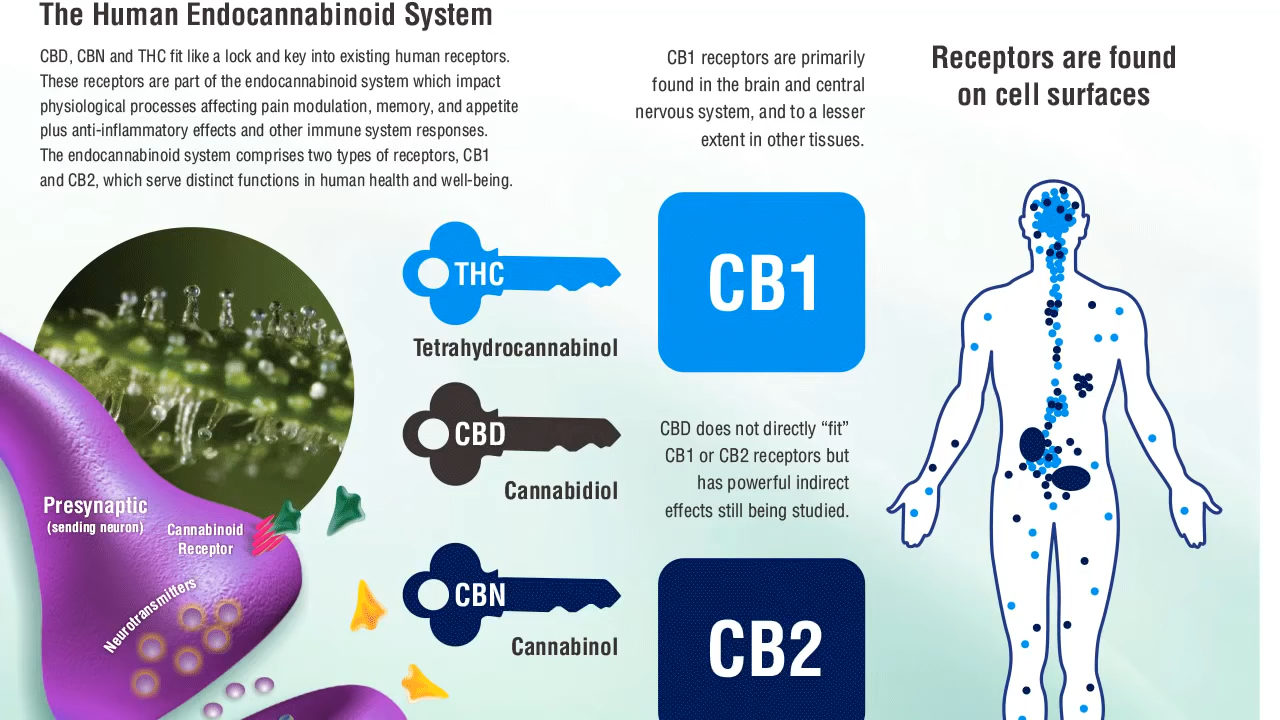 The Human Endocannabinoid System
CBD, CBN and THC fit like a lock and key into existing human receptors.
These receptors are part of the endocannabinoid system which impact
physiological processes affecting pain modulation, memory, and appetite
plus anti-inflammatory effects and other immune system responses.
The endocannabinoid system comprises two types of receptors, CB1
and CB2, which serve distinct functions in human health and well-being.
CB1 receptors are primarily
found in the brain and central
nervous system, and to a lesser
extent in other tissues.
Receptors are found
on cell surfaces
THC
Tetrahydrocannabinol
CB1
CBD
Cannabidiol
CBD does not directly “fit”
CB1 or CB2 receptors but
has powerful indirect
effects still being studied.
Presynaptic
(sending neuron)
Cannabinoid
Receptor
Neurotransmitters
CBN
Cannabinol
CB2